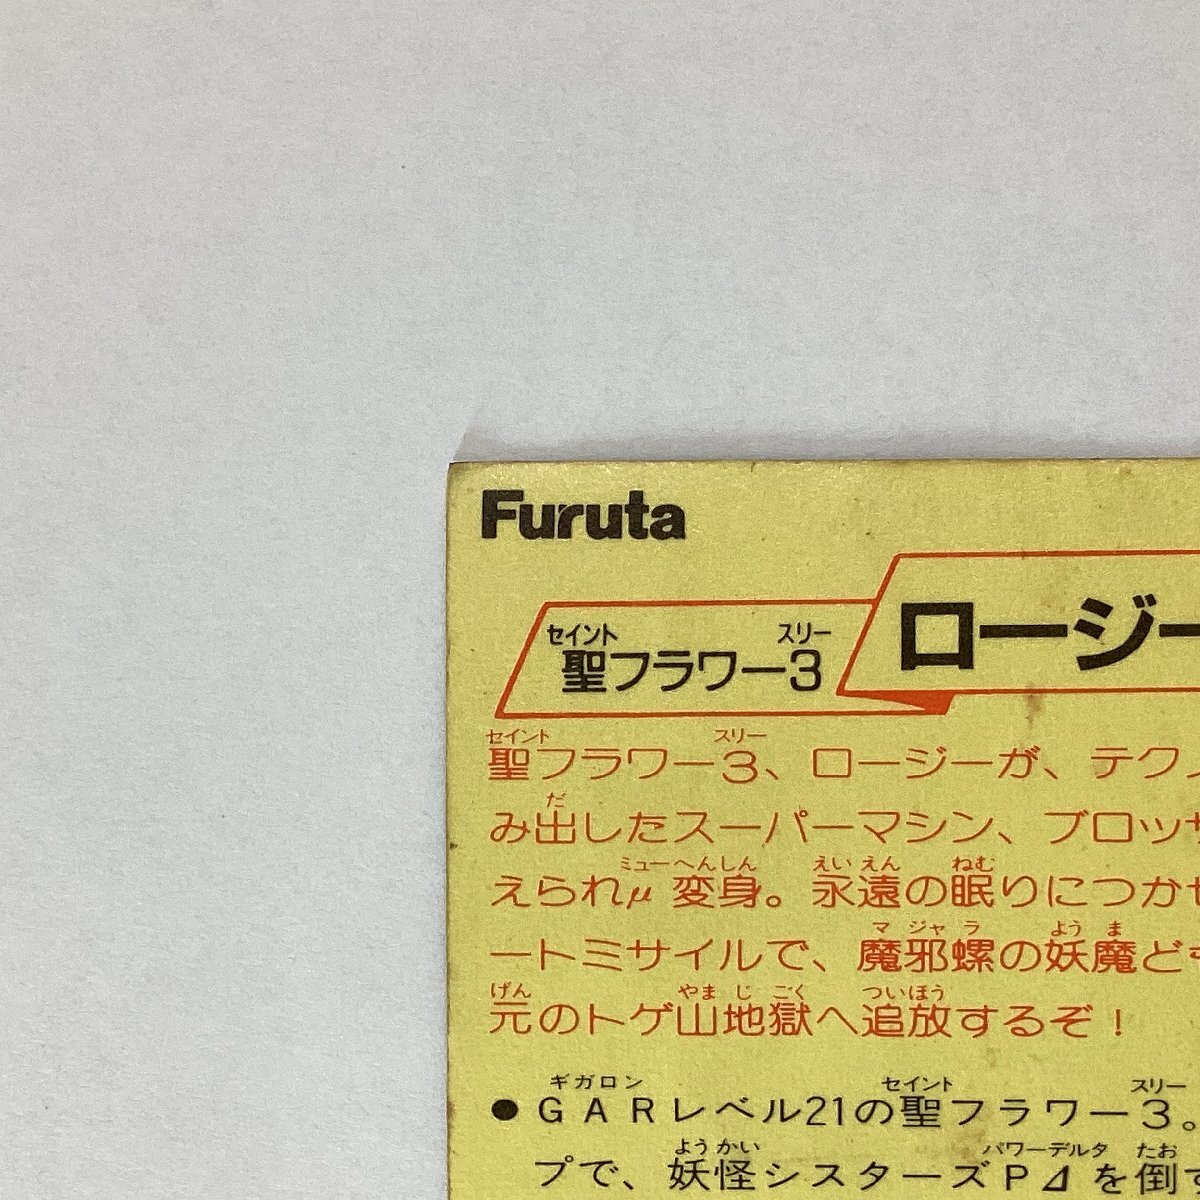 Furuta
セイント スリー
聖フラワー3 ロージー
セイント スリー
聖フラワー3、ロージーが、テクノ
だ
み出したスーパーマシン、ブロッサ
ミューへんしん えいえん ねむ
えられμ変身。永遠の眠りにつかせ
マジャラ ようま
ートミサイルで、魔邪螺の妖魔ども
げん やまじごく ついほう
元のトゲ山地獄へ追放するぞ！
ギガロン セイント スリー
●GARレベル21の聖フラワー3。
ようかい パワーデルタ たお
プで、妖怪シスターズPΔを倒す